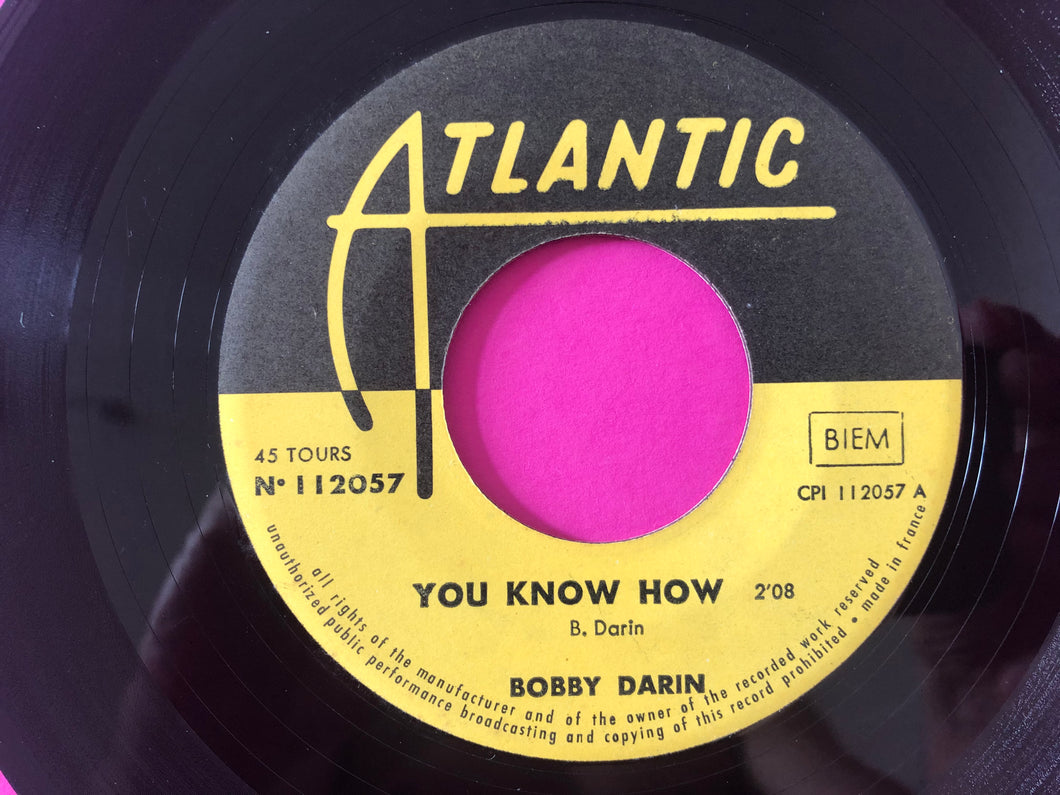 ATLANTIC
45 TOURS
Nº 112057
BIEM
CPI 112057 A
YOU KNOW HOW 2'08
B. Darin
BOBBY DARIN
all rights of the manufacturer and of the owner of the recorded work reserved
unauthorized public performance broadcasting and copying of this record prohibited • made in france